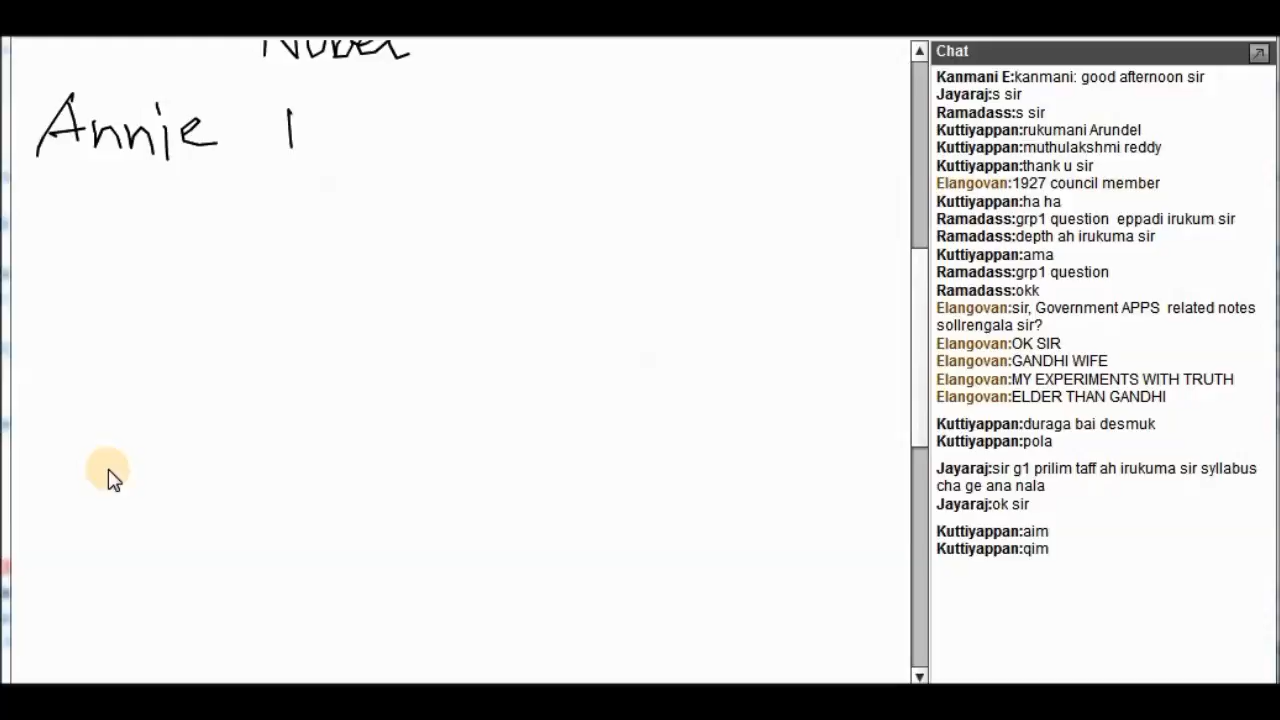 Nobel
Annie
Chat
Kanmani E:kanmani: good afternoon sir
Jayaraj:s sir
Ramadass:s sir
Kuttiyappan:rukumani Arundel
Kuttiyappan:muthulakshmi reddy
Kuttiyappan:thank u sir
Elangovan:1927 council member
Kuttiyappan:ha ha
Ramadass:grp1 question eppadi irukum sir
Ramadass:depth ah irukuma sir
Kuttiyappan:ama
Ramadass:grp1 question
Ramadass:okk
Elangovan:sir, Government APPS related notes
sollrengala sir?
Elangovan:OK SIR
Elangovan:GANDHI WIFE
Elangovan:MY EXPERIMENTS WITH TRUTH
Elangovan:ELDER THAN GANDHI
Kuttiyappan:duraga bai desmuk
Kuttiyappan:pola
Jayaraj:sir g1 prilim taff ah irukuma sir syllabus
cha ge ana nala
Jayaraj:ok sir
Kuttiyappan:aim
Kuttiyappan:qim